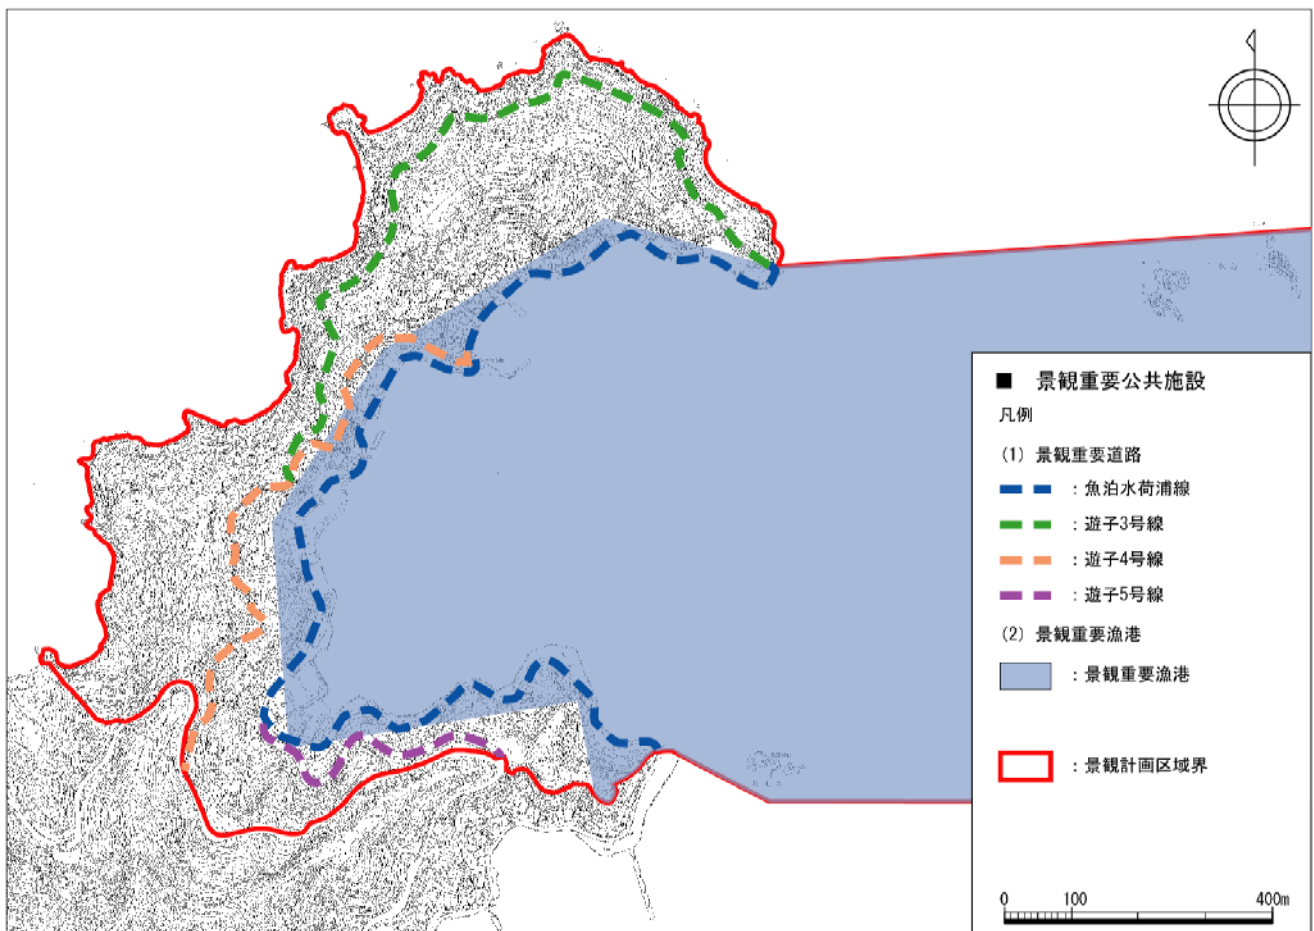 ■ 景観重要公共施設
凡例
(1) 景観重要道路
：魚泊水荷浦線
：遊子3号線
：遊子4号線
：遊子5号線
(2) 景観重要漁港
：景観重要漁港
：景観計画区域界
0 100 400m